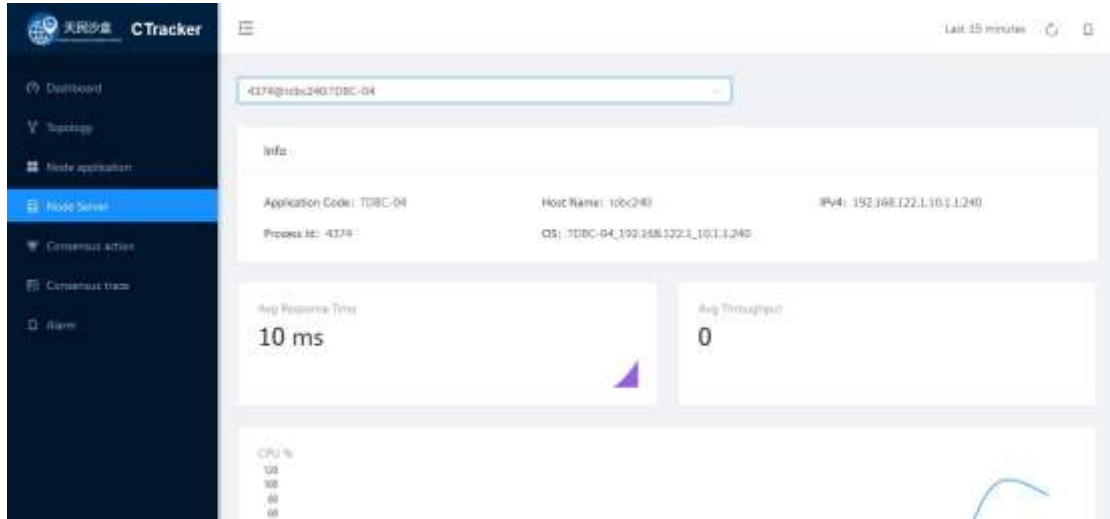 天民沙盒 CTracker
Last 15 minutes
Dashboard
4374@tcbc240:TDBC-04
Topology
Info
Node application
Node Server
Application Code: TDBC-04 Host Name: tcbc240 IPv4: 192.168.122.1,10.1.1.240
Process Id: 4374 OS: TDBC-04_192.168.122.1_10.1.1.240
Consensus action
Consensus trace
Alarm
Avg Response Time
10 ms
Avg Throughput
0
CPU %
120
100
80
60